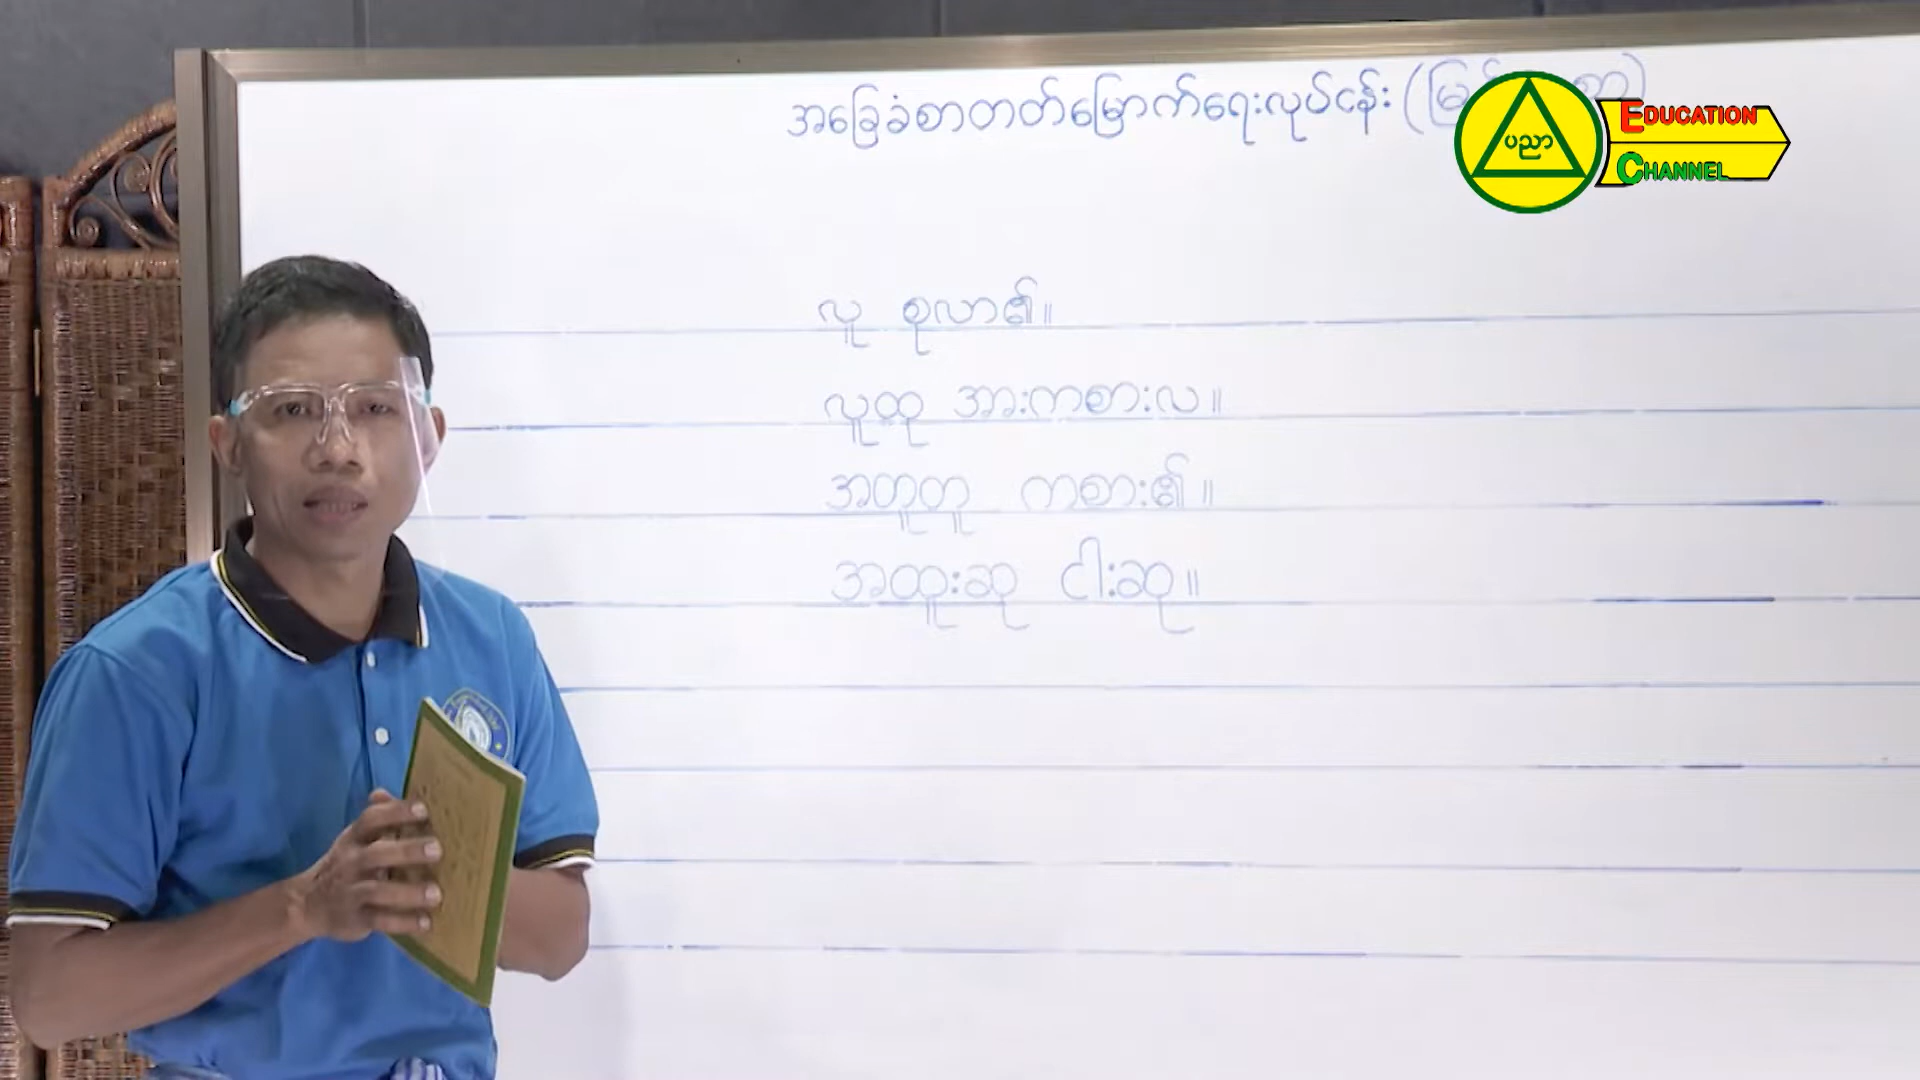 အခြေခံစာတတ်မြောက်ရေးလုပ်ငန်း
ပညာ
EDUCATION
CHANNEL
လူ စုလာ၏။
လူထု အားကစားလ။
အတူတူ ကစား၏။
အထူးဆု ငါးဆု။